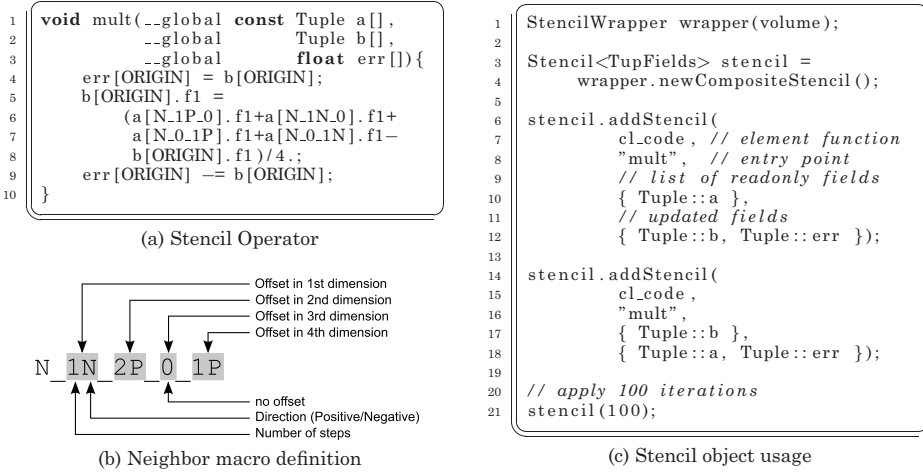 1 void mult(__global const Tuple a[],
2 __global Tuple b[],
3 __global float err[]){
4 err[ORIGIN] = b[ORIGIN];
5 b[ORIGIN].f1 =
6 (a[N_1P_0].f1+a[N_1N_0].f1+
7 a[N_0_1P].f1+a[N_0_1N].f1−
8 b[ORIGIN].f1)/4.;
9 err[ORIGIN] −= b[ORIGIN];
10 }
(a) Stencil Operator
Offset in 1st dimension
Offset in 2nd dimension
Offset in 3rd dimension
Offset in 4th dimension
N_1N_2P_0_1P
no offset
Direction (Positive/Negative)
Number of steps
(b) Neighbor macro definition
1 StencilWrapper wrapper(volume);
2
3 Stencil<TupFields> stencil =
4 wrapper.newCompositeStencil();
5
6 stencil.addStencil(
7 cl_code, // element function
8 "mult", // entry point
9 // list of readonly fields
10 { Tuple::a },
11 // updated fields
12 { Tuple::b, Tuple::err });
13
14 stencil.addStencil(
15 cl_code,
16 "mult",
17 { Tuple::b },
18 { Tuple::a, Tuple::err });
19
20 // apply 100 iterations
21 stencil(100);
(c) Stencil object usage